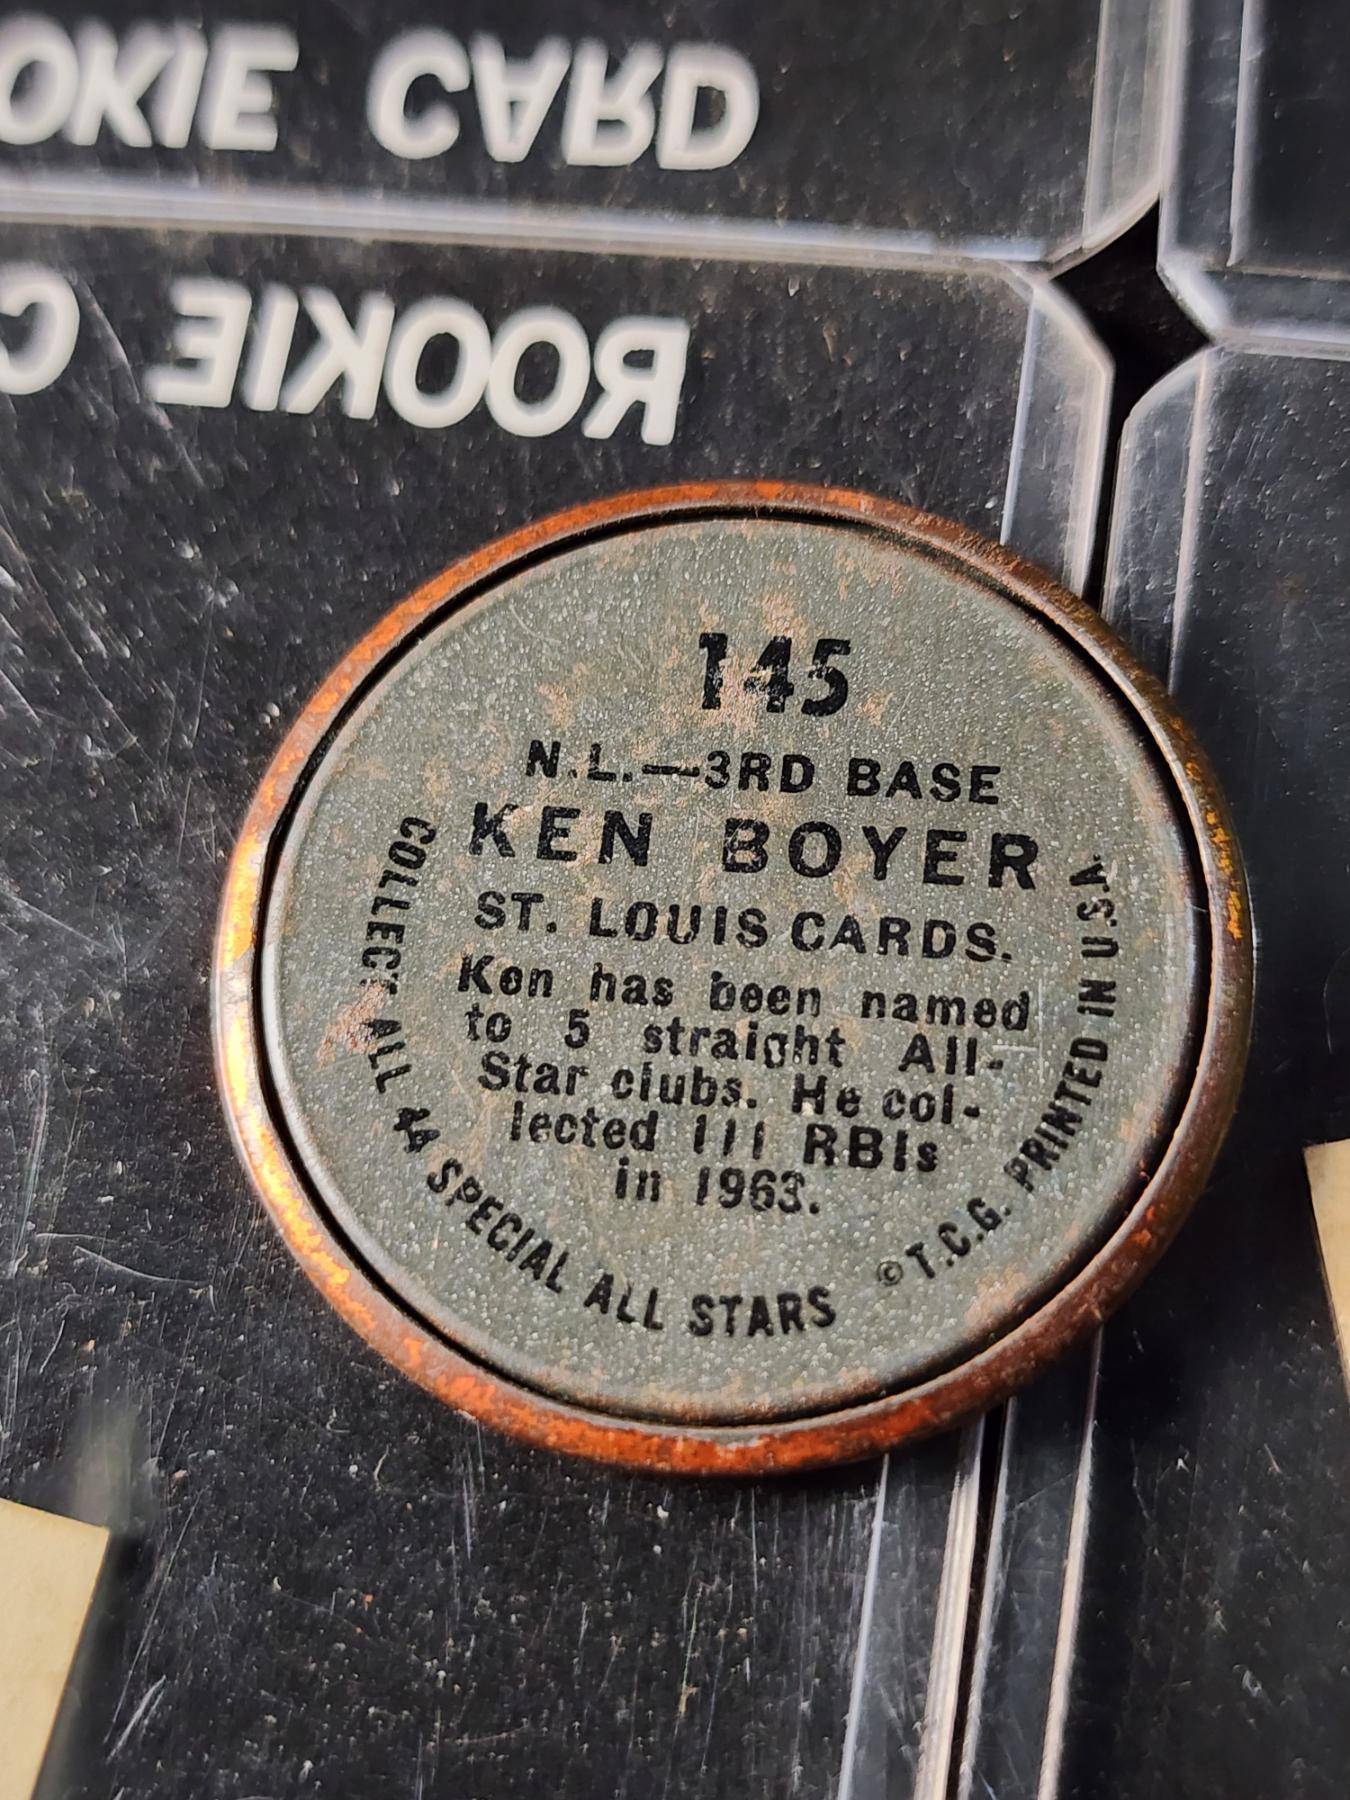 OOKIE CARD
ROOKIE C
145
N.L.—3RD BASE
KEN BOYER
ST. LOUIS CARDS.
Ken has been named
to 5 straight All-
Star clubs. He col-
lected 111 RBIs
in 1963.
COLLECT ALL 44 SPECIAL ALL STARS
© T.C.G. PRINTED IN U.S.A.